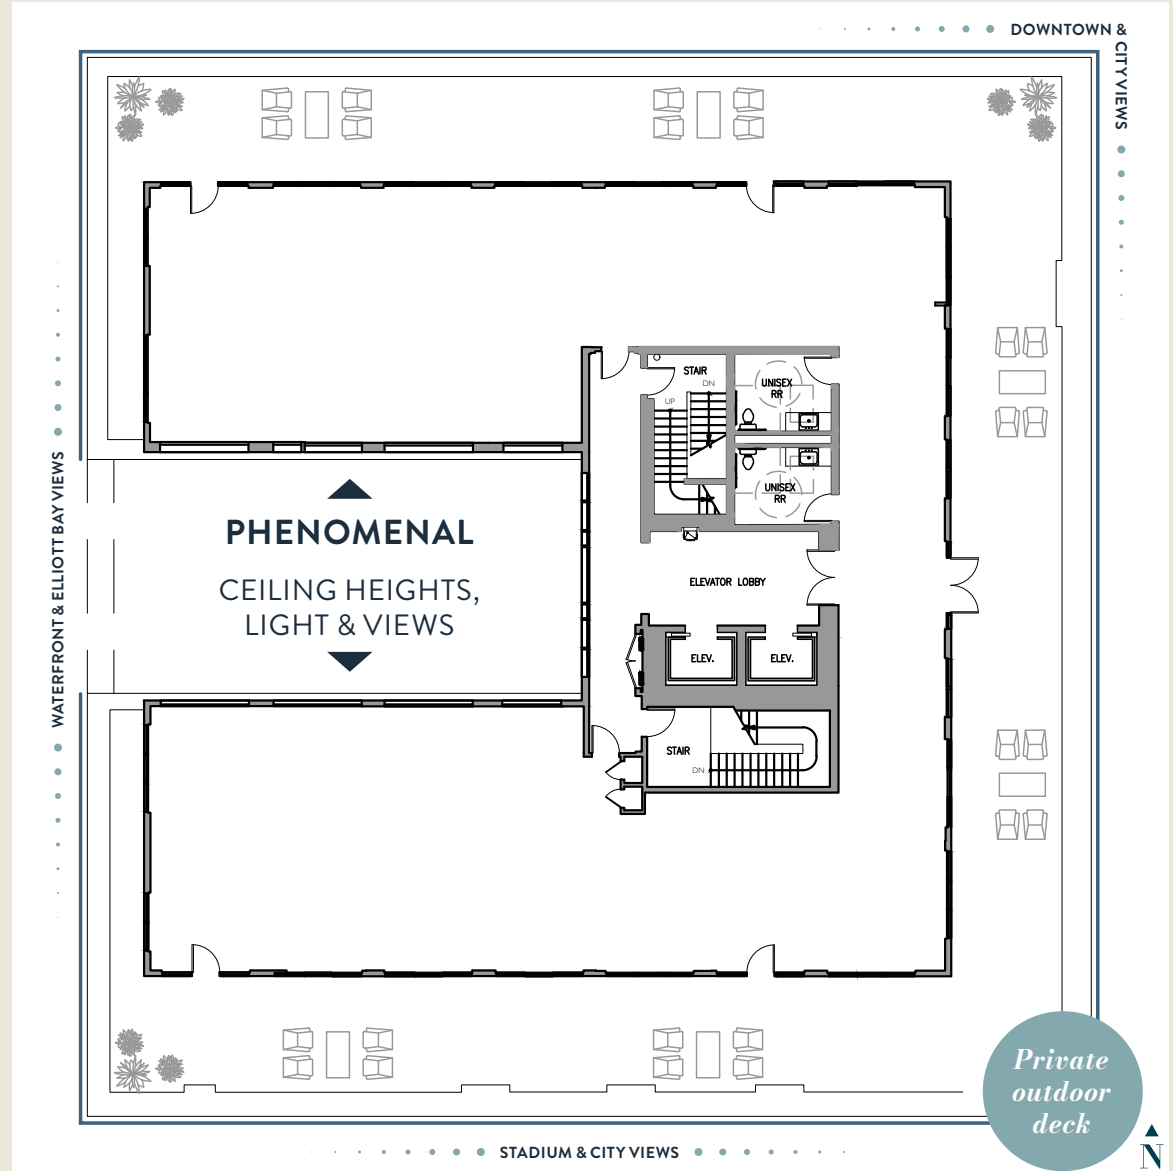 DOWNTOWN &
CITY VIEWS
STAIR
DN
UP
UNISEX
RR
UNISEX
RR
WATERFRONT & ELLIOTT BAY VIEWS
PHENOMENAL
CEILING HEIGHTS,
LIGHT & VIEWS
ELEVATOR LOBBY
ELEV.
ELEV.
STAIR
DN
Private
outdoor
deck
STADIUM & CITY VIEWS
N